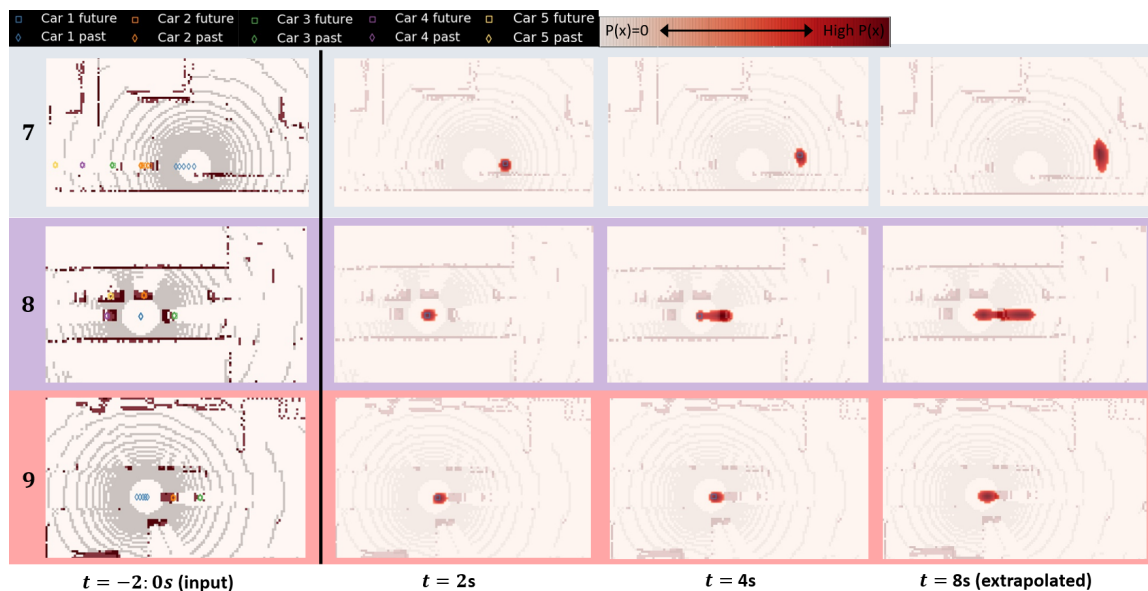 Car 1 future Car 2 future Car 3 future Car 4 future Car 5 future
Car 1 past Car 2 past Car 3 past Car 4 past Car 5 past
P(x)=0 High P(x)
7
8
9
t = −2: 0s (input) t = 2s t = 4s t = 8s (extrapolated)